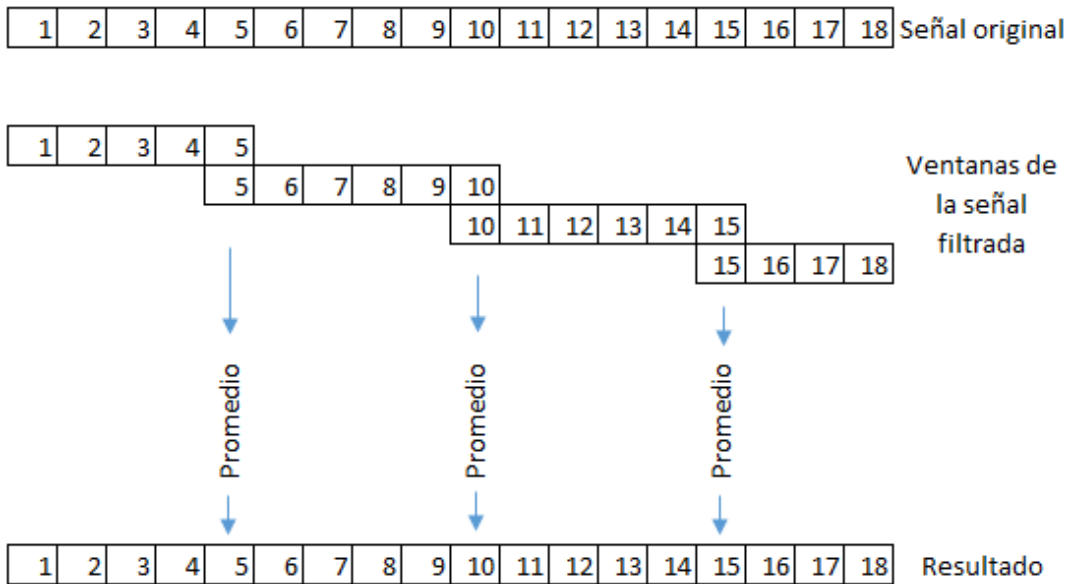 1 2 3 4 5 6 7 8 9 10 11 12 13 14 15 16 17 18 Señal original
1 2 3 4 5
5 6 7 8 9 10
10 11 12 13 14 15
15 16 17 18
Ventanas de
la señal
filtrada
Promedio Promedio Promedio
1 2 3 4 5 6 7 8 9 10 11 12 13 14 15 16 17 18 Resultado